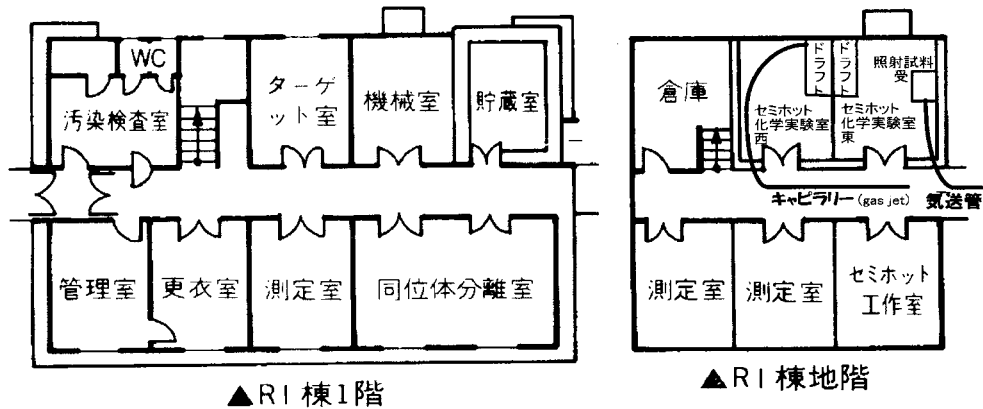 WC
汚染検査室
ターゲ
ット室
機械室
貯蔵室
管理室
更衣室
測定室
同位体分離室
▲RI棟1階
倉庫
ドラフト
ドラフト
照射試料
受
セミホット
化学実験室
西
セミホット
化学実験室
東
キャピラリー(gas jet)
気送管
測定室
測定室
セミホット
工作室
▲RI棟地階